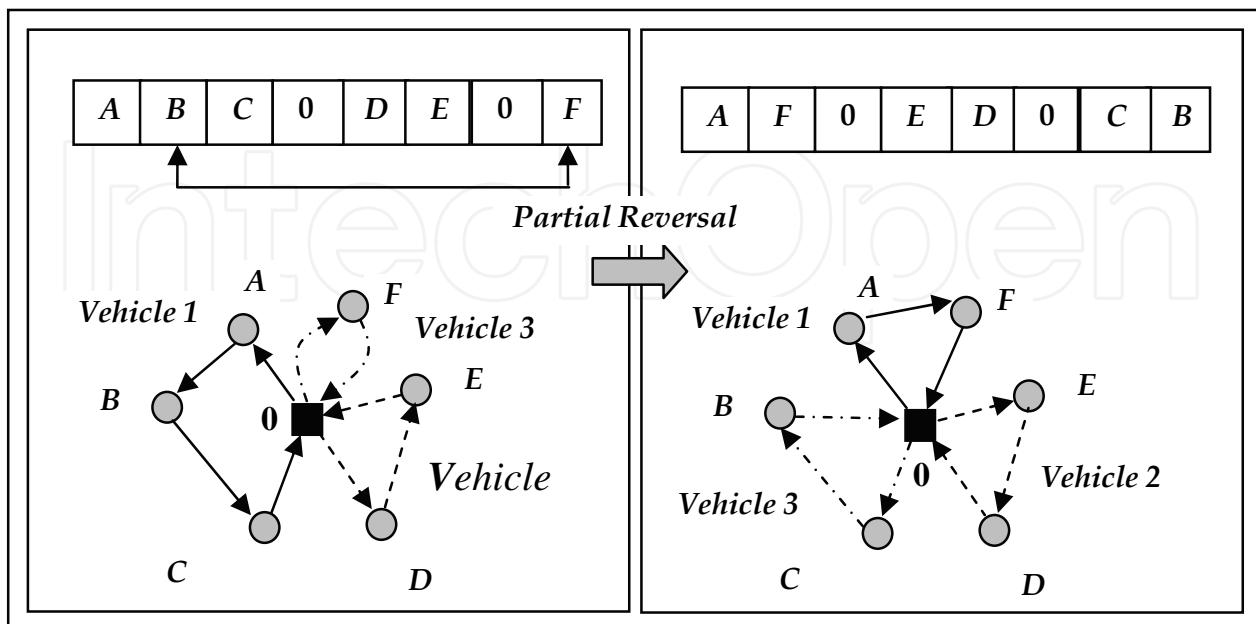 A B C 0 D E 0 F
A F 0 E D 0 C B
IntechOpen
Partial Reversal
A
F
Vehicle 1
Vehicle 3
E
B
0
Vehicle
C
D
A
F
Vehicle 1
E
B
0
Vehicle 2
Vehicle 3
C
D